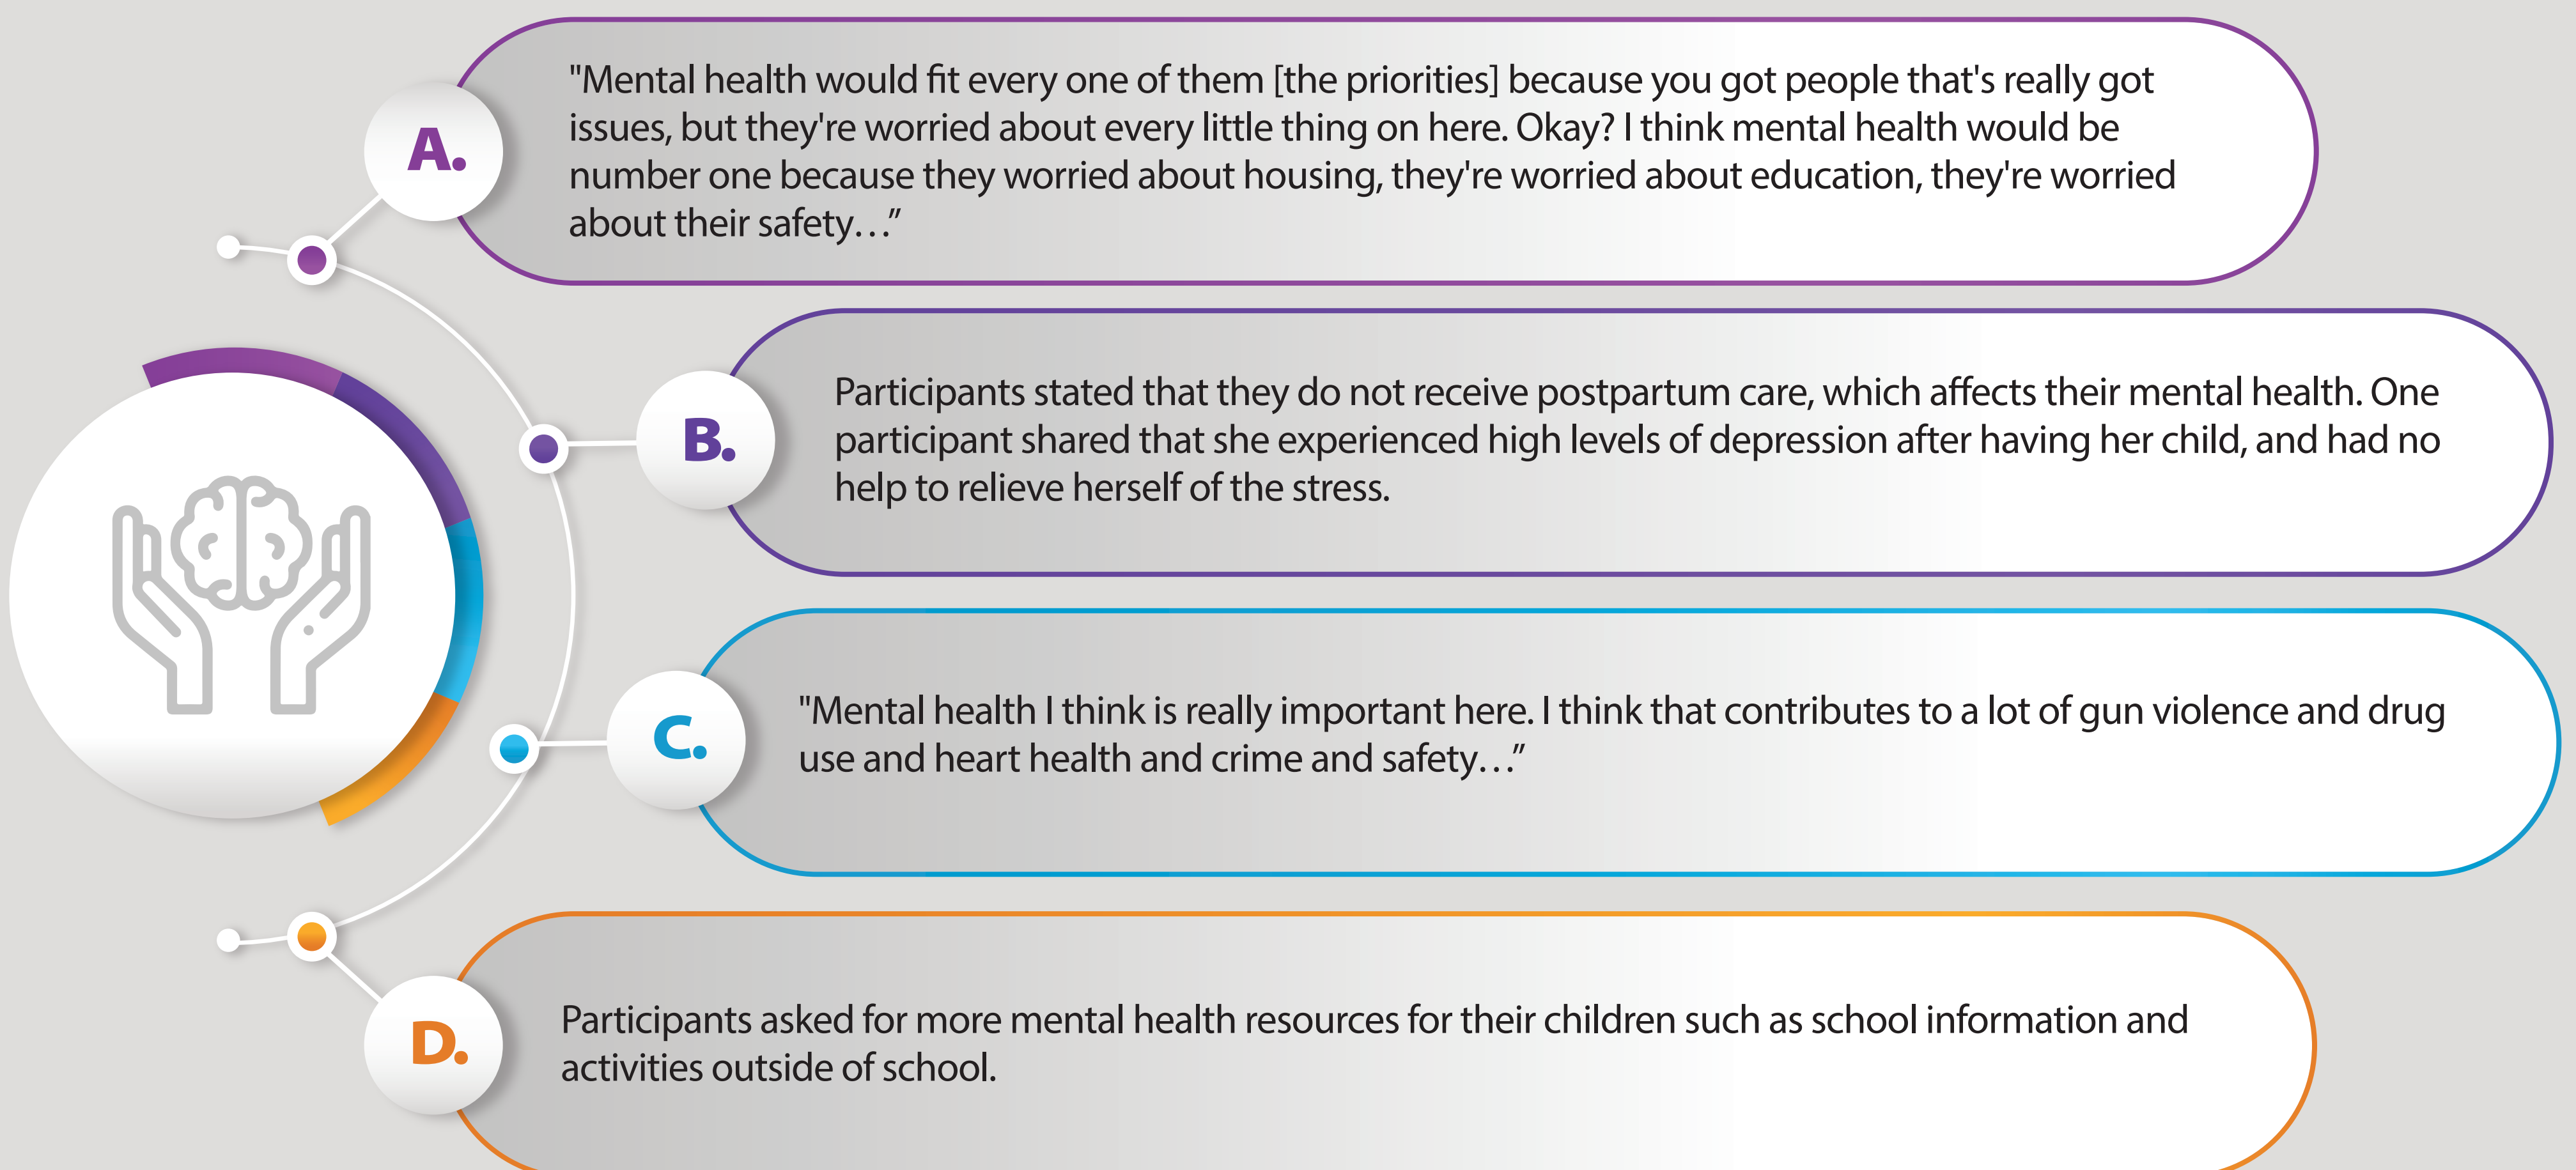 A.
"Mental health would fit every one of them [the priorities] because you got people that's really got
issues, but they're worried about every little thing on here. Okay? I think mental health would be
number one because they worried about housing, they're worried about education, they're worried
about their safety…”
B.
Participants stated that they do not receive postpartum care, which affects their mental health. One
participant shared that she experienced high levels of depression after having her child, and had no
help to relieve herself of the stress.
C.
"Mental health I think is really important here. I think that contributes to a lot of gun violence and drug
use and heart health and crime and safety…”
D.
Participants asked for more mental health resources for their children such as school information and
activities outside of school.